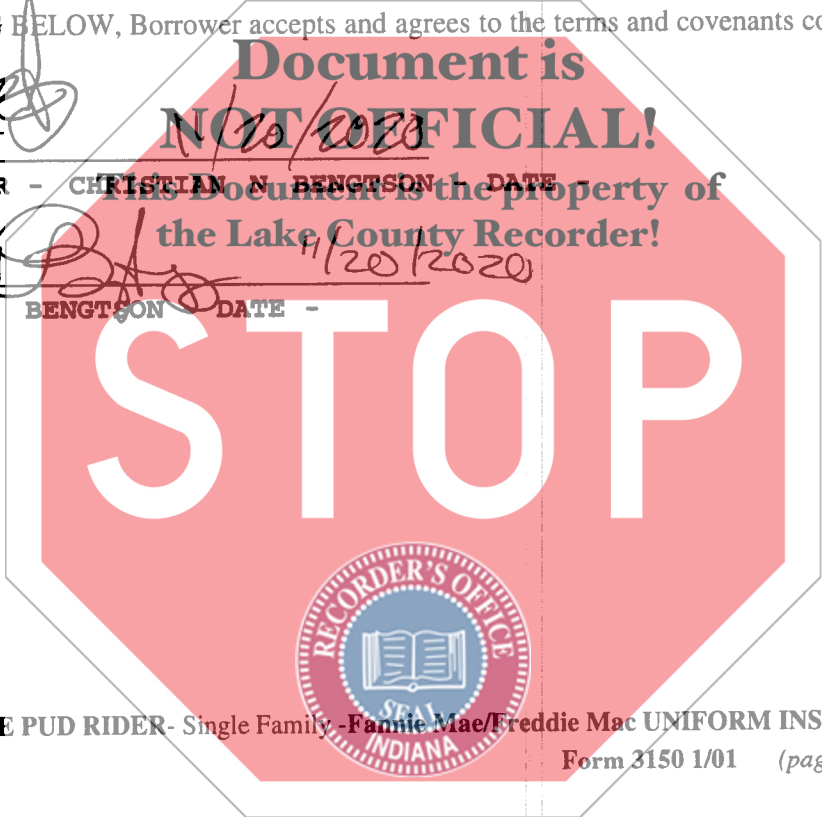 BELOW, Borrower accepts and agrees to the terms and covenants co
Document is
NOT OFFICIAL!
11/20/2020
R - CHRISTIAN N BENGTSON - DATE -
This Document is the property of
the Lake County Recorder!
11/20/2020
BENGTSON DATE -
STOP
RECORDER'S OFFICE
SEAL
INDIANA
E PUD RIDER- Single Family -Fannie Mae/Freddie Mac UNIFORM INS
Form 3150 1/01 (pag